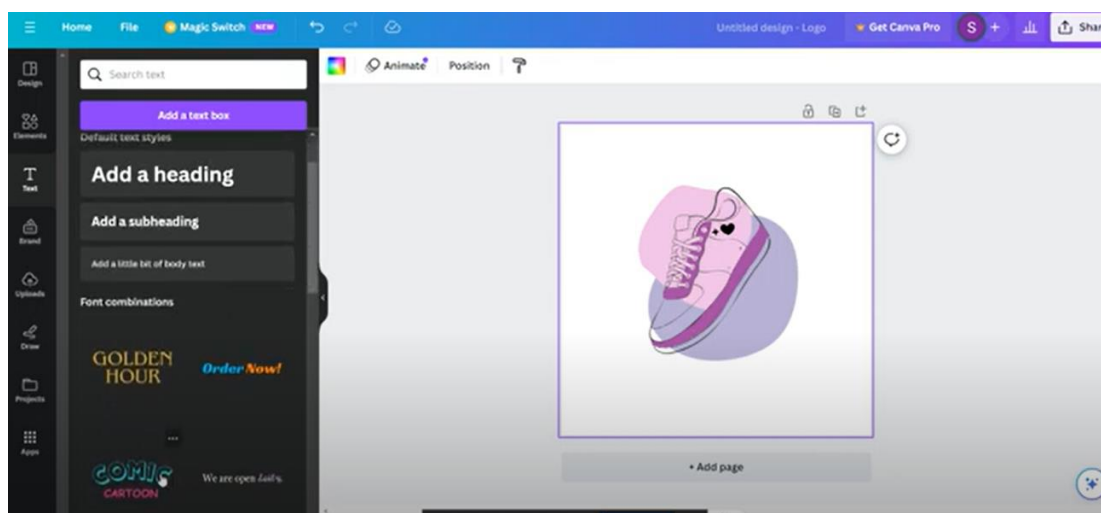 Home File Magic Switch NEW Untitled design - Logo Get Canva Pro S + Shar
Search text
Animate Position
Design
Add a text box
Default text styles
Elements
Add a heading
Text
Add a subheading
Brand
Add a little bit of body text
Uploads
Font combinations
Draw
GOLDEN
HOUR
Order Now!
Projects
Apps
COMIC
CARTOON
We are open daily.
+ Add page